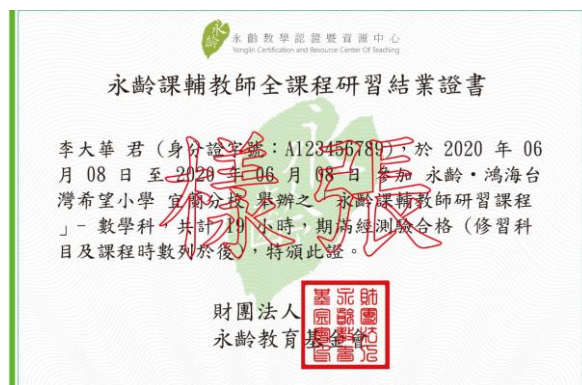 永齡教學認證暨資源中心
Yonglin Certification and Resource Center Of Teaching
永齡課輔教師全課程研習結業證書
李大華 君 (身分證字號：A123456789)，於 2020 年 06
月 08 日 至 2020 年 06 月 08 日 參加 永齡・鴻海台
灣希望小學 宜蘭分校 舉辦之 「永齡課輔教師研習課程
」- 數學科，共計 19 小時，期滿經測驗合格（修習科
目及課程時數列於後），特頒此證。
樣張
財團法人
永齡教育基金會